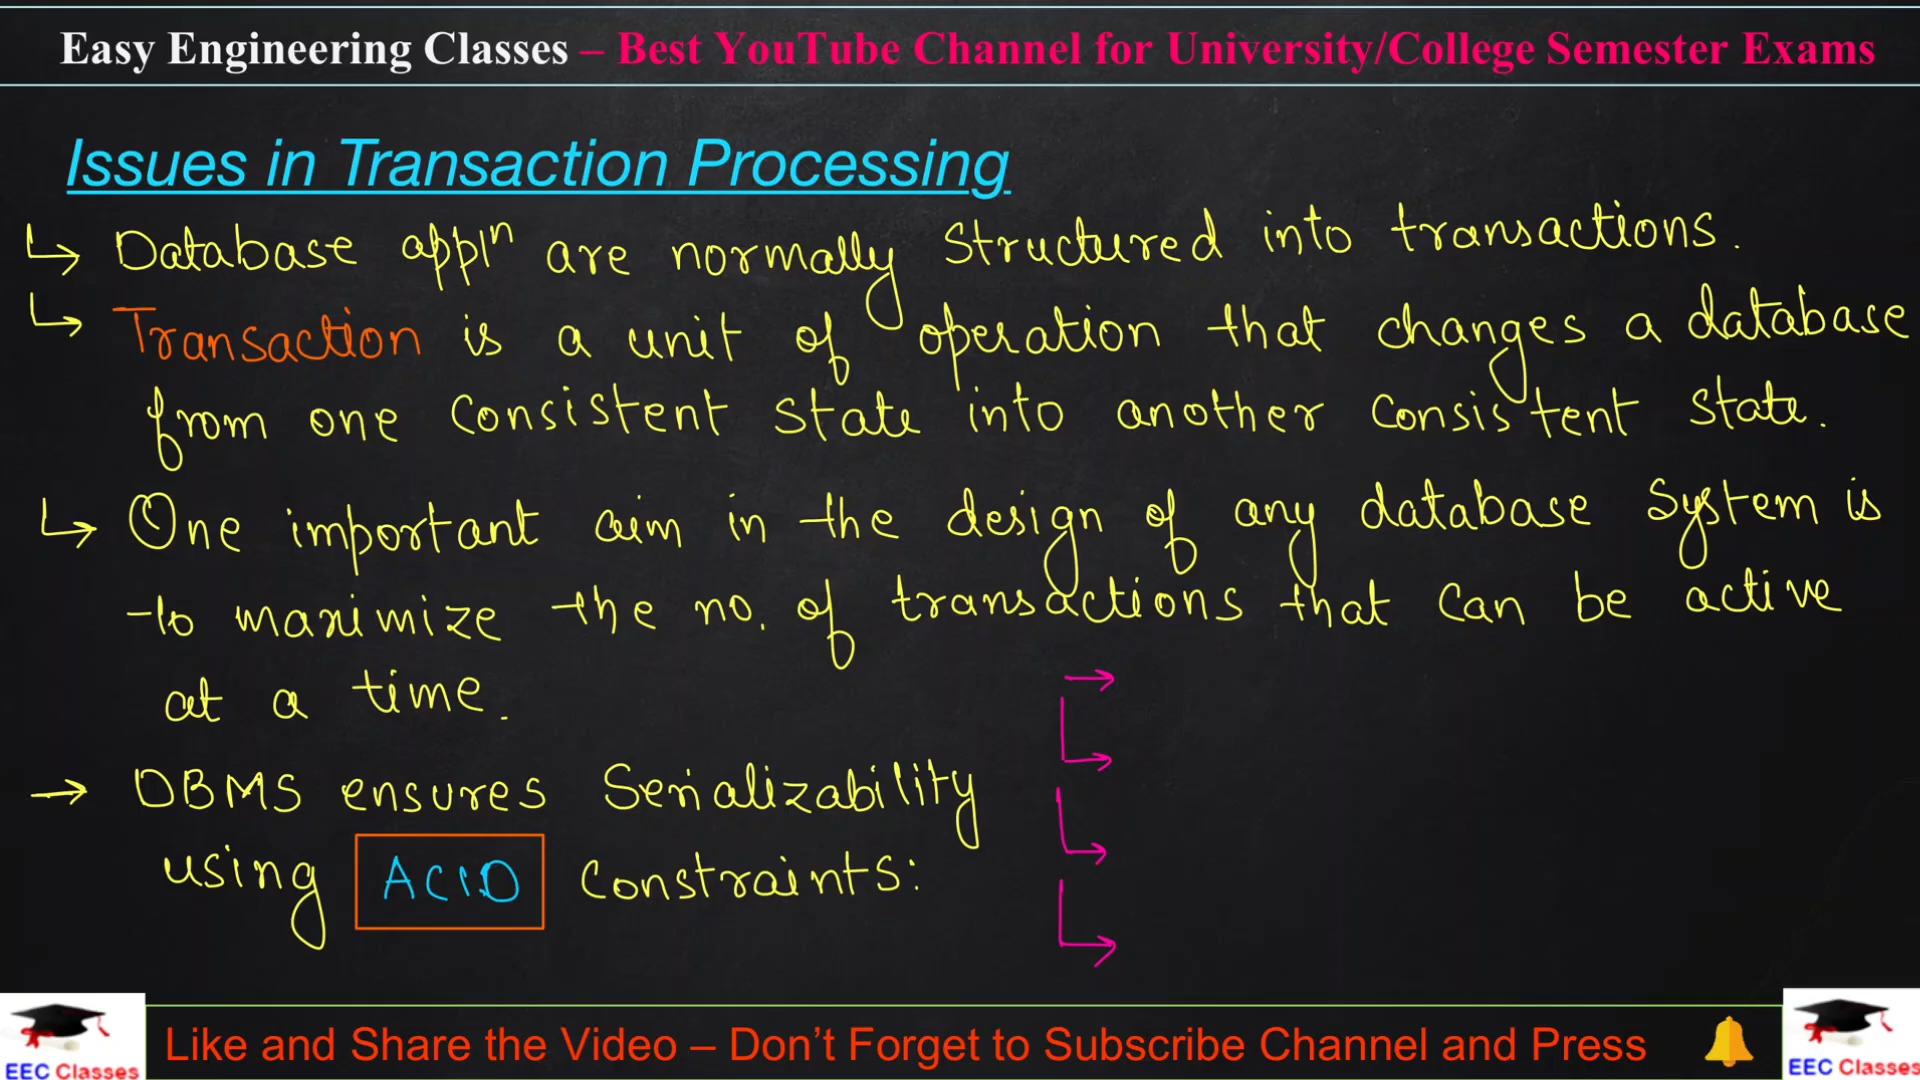 Easy Engineering Classes – Best YouTube Channel for University/College Semester Exams
Issues in Transaction Processing
↳ Database applⁿ are normally structured into transactions.
↳ Transaction is a unit of operation that changes a database
from one consistent state into another consistent state.
↳ One important aim in the design of any database system is
to maximize the no. of transactions that can be active
at a time.
→ DBMS ensures Serializability
using ACID constraints:
Like and Share the Video – Don't Forget to Subscribe Channel and Press
EEC Classes
EEC Classes